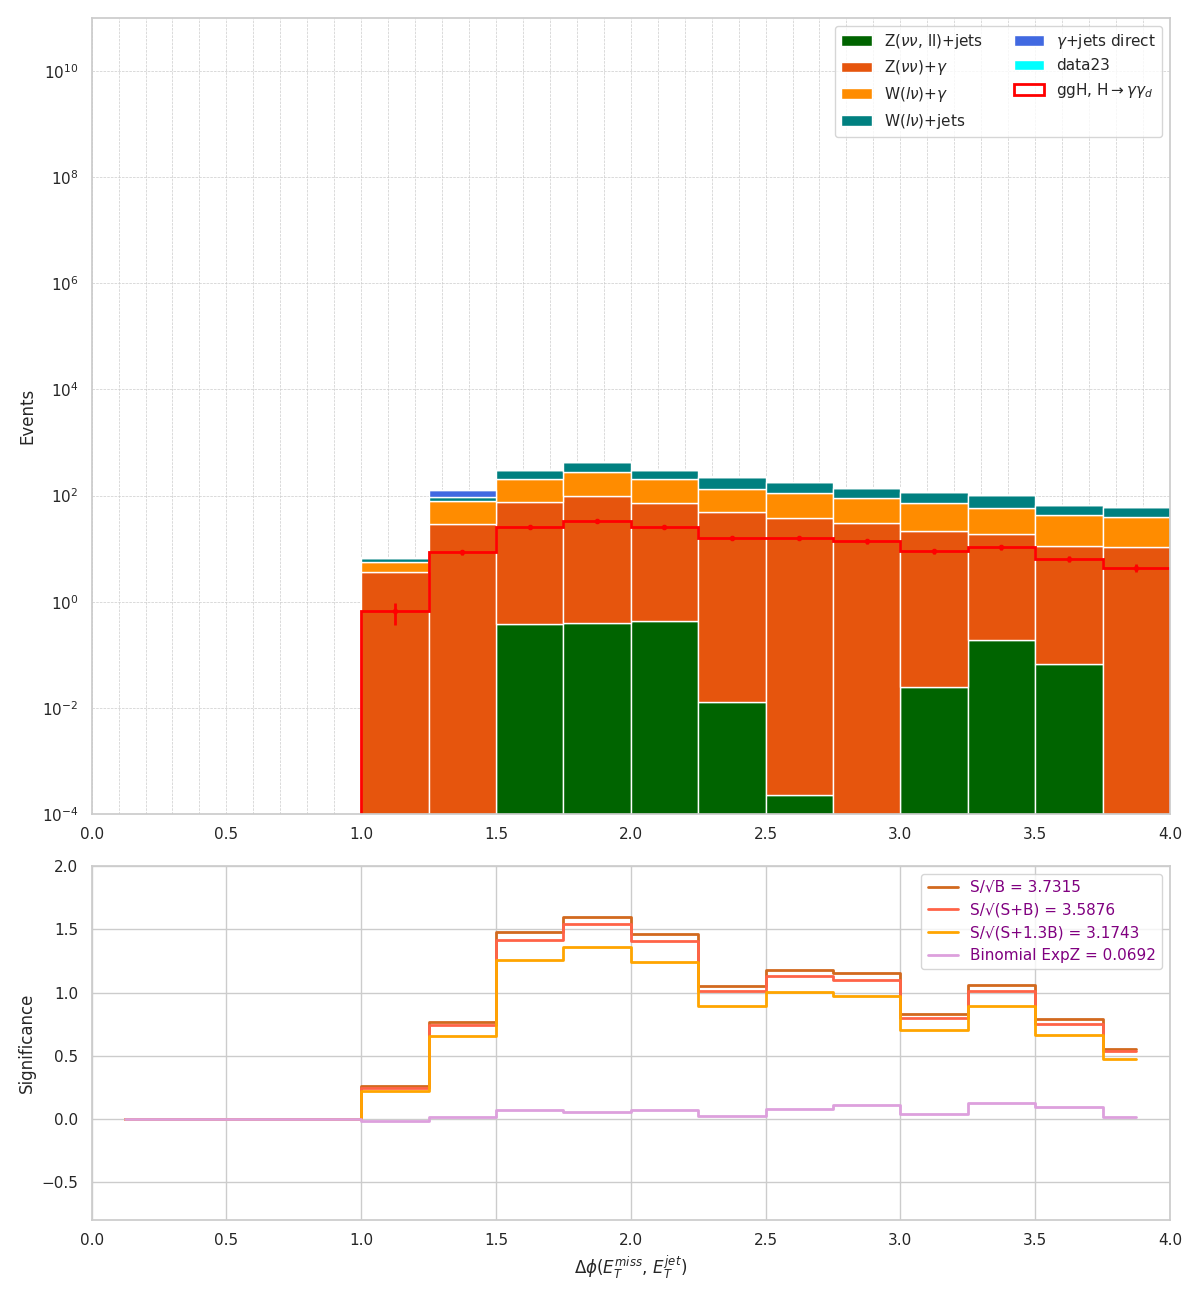 Z(νν, ll)+jets
Z(νν)+γ
W(lν)+γ
W(lν)+jets
γ+jets direct
data23
ggH, H→γγ_d
Events
10^10
10^8
10^6
10^4
10^2
10^0
10^−2
10^−4
0.0 0.5 1.0 1.5 2.0 2.5 3.0 3.5 4.0
S/√B = 3.7315
S/√(S+B) = 3.5876
S/√(S+1.3B) = 3.1743
Binomial ExpZ = 0.0692
Significance
2.0
1.5
1.0
0.5
0.0
−0.5
0.0 0.5 1.0 1.5 2.0 2.5 3.0 3.5 4.0
Δϕ(E_T^miss, E_T^jet)